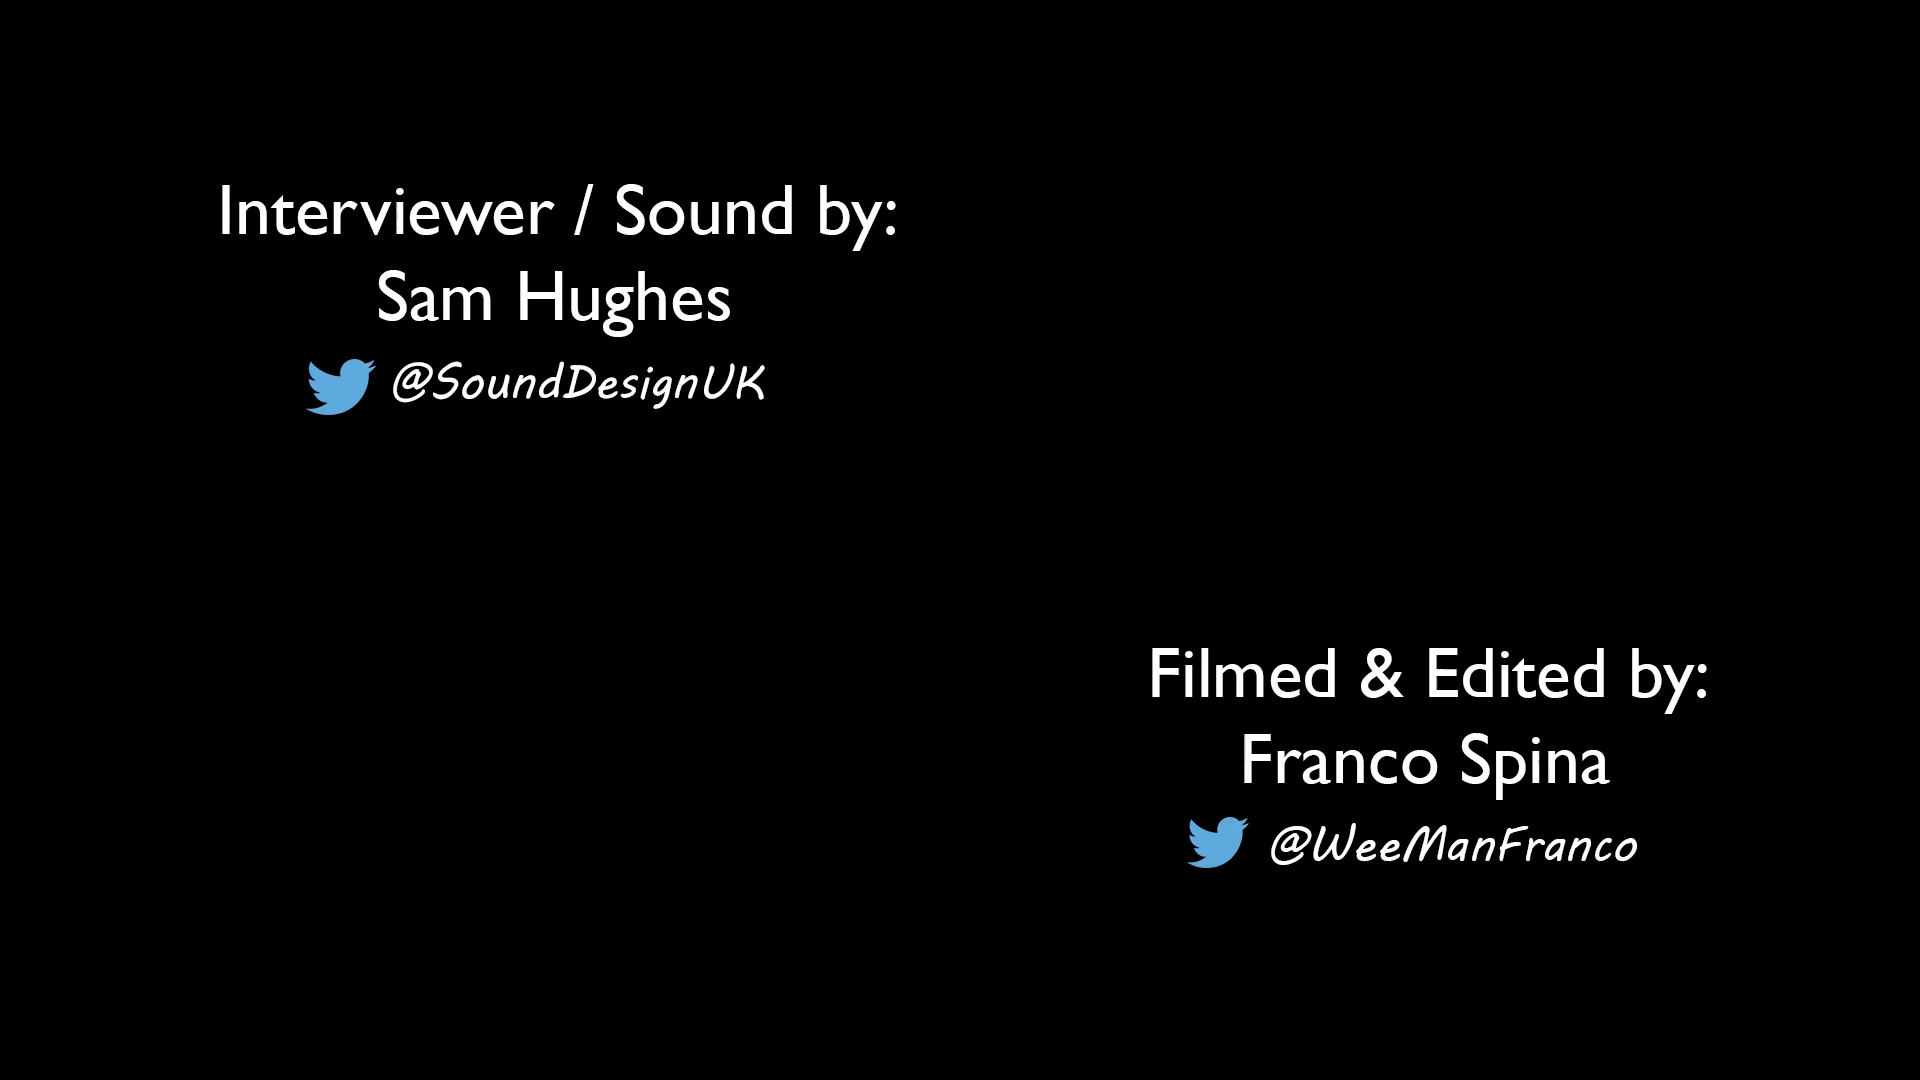 Interviewer / Sound by:
Sam Hughes
@SoundDesignUK
Filmed & Edited by:
Franco Spina
@WeeManFranco